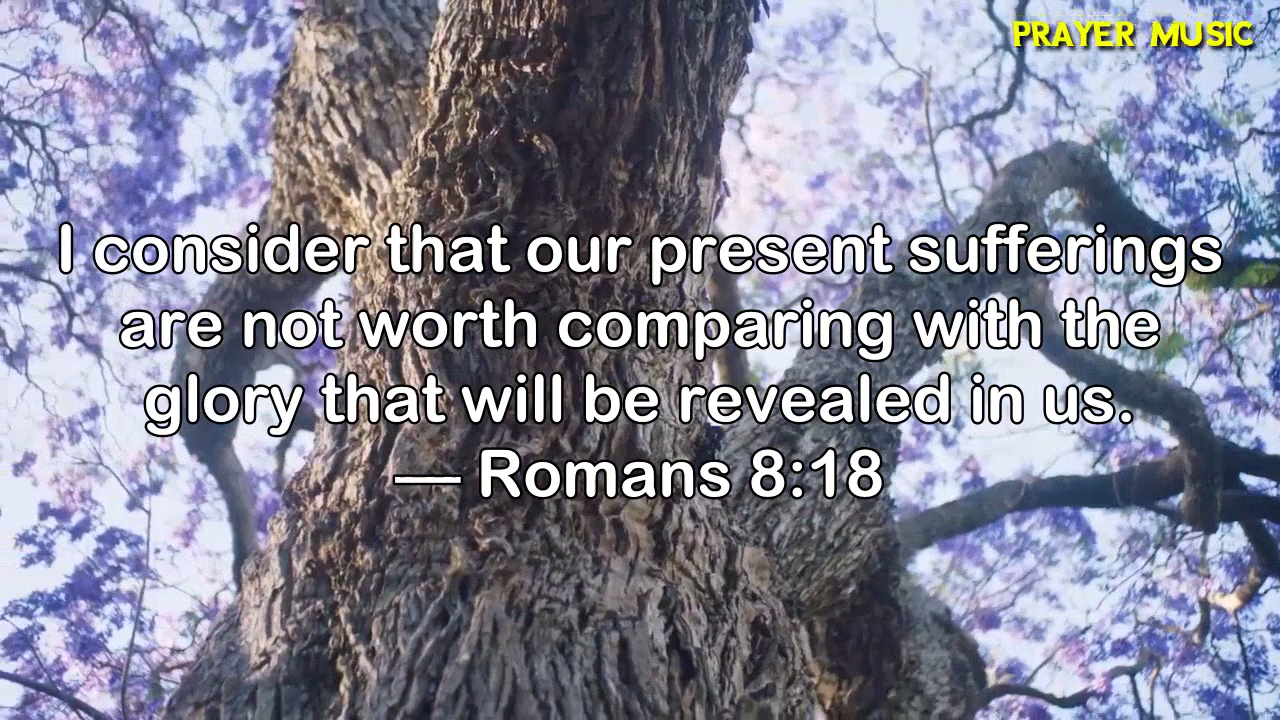 PRAYER MUSIC
I consider that our present sufferings
are not worth comparing with the
glory that will be revealed in us.
— Romans 8:18